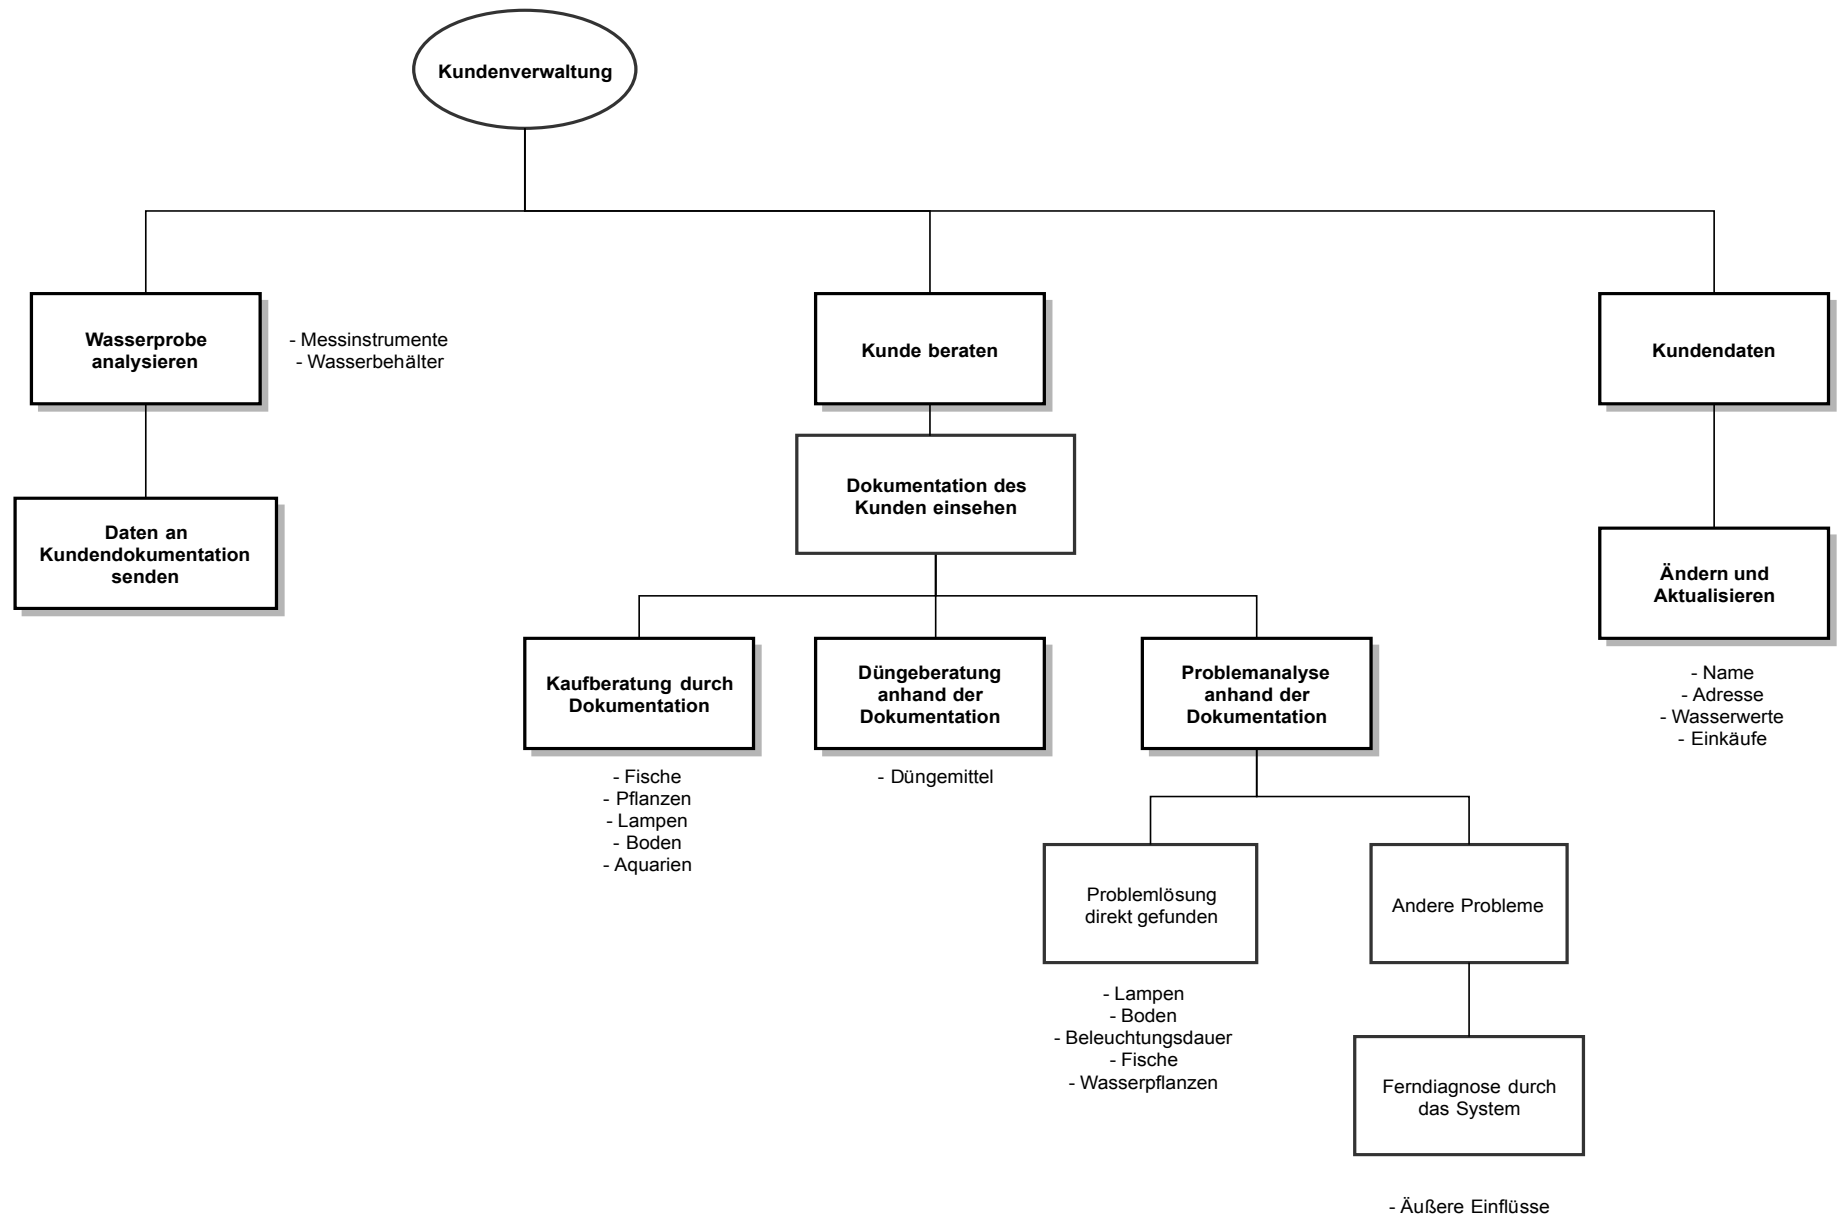 Kundenverwaltung
Wasserprobe
analysieren
- Messinstrumente
- Wasserbehälter
Kunde beraten
Kundendaten
Daten an
Kundendokumentation
senden
Dokumentation des
Kunden einsehen
Ändern und
Aktualisieren
- Name
- Adresse
- Wasserwerte
- Einkäufe
Kaufberatung durch
Dokumentation
Düngeberatung
anhand der
Dokumentation
Problemanalyse
anhand der
Dokumentation
- Fische
- Pflanzen
- Lampen
- Boden
- Aquarien
- Düngemittel
Problemlösung
direkt gefunden
Andere Probleme
- Lampen
- Boden
- Beleuchtungsdauer
- Fische
- Wasserpflanzen
Ferndiagnose durch
das System
- Äußere Einflüsse